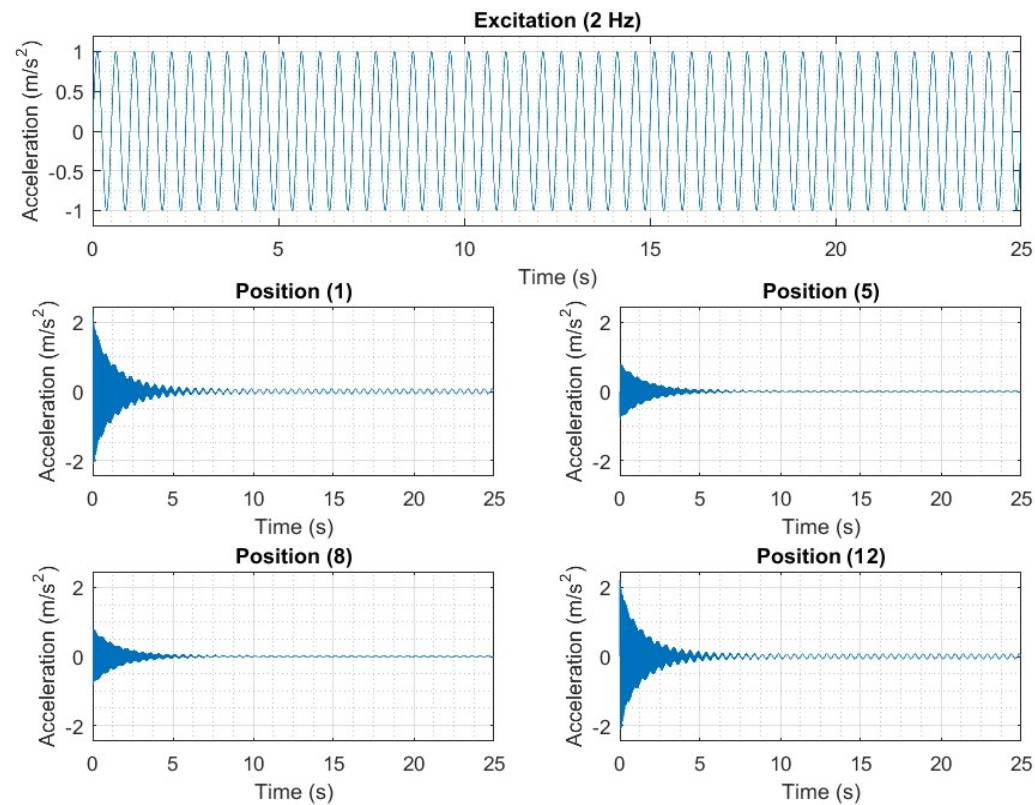 Excitation (2 Hz)
Acceleration (m/s²)
1
0.5
0
-0.5
-1
0 5 10 15 20 25
Time (s)
Position (1)
Acceleration (m/s²)
2
0
-2
0 5 10 15 20 25
Time (s)
Position (5)
Acceleration (m/s²)
2
0
-2
0 5 10 15 20 25
Time (s)
Position (8)
Acceleration (m/s²)
2
0
-2
0 5 10 15 20 25
Time (s)
Position (12)
Acceleration (m/s²)
2
0
-2
0 5 10 15 20 25
Time (s)